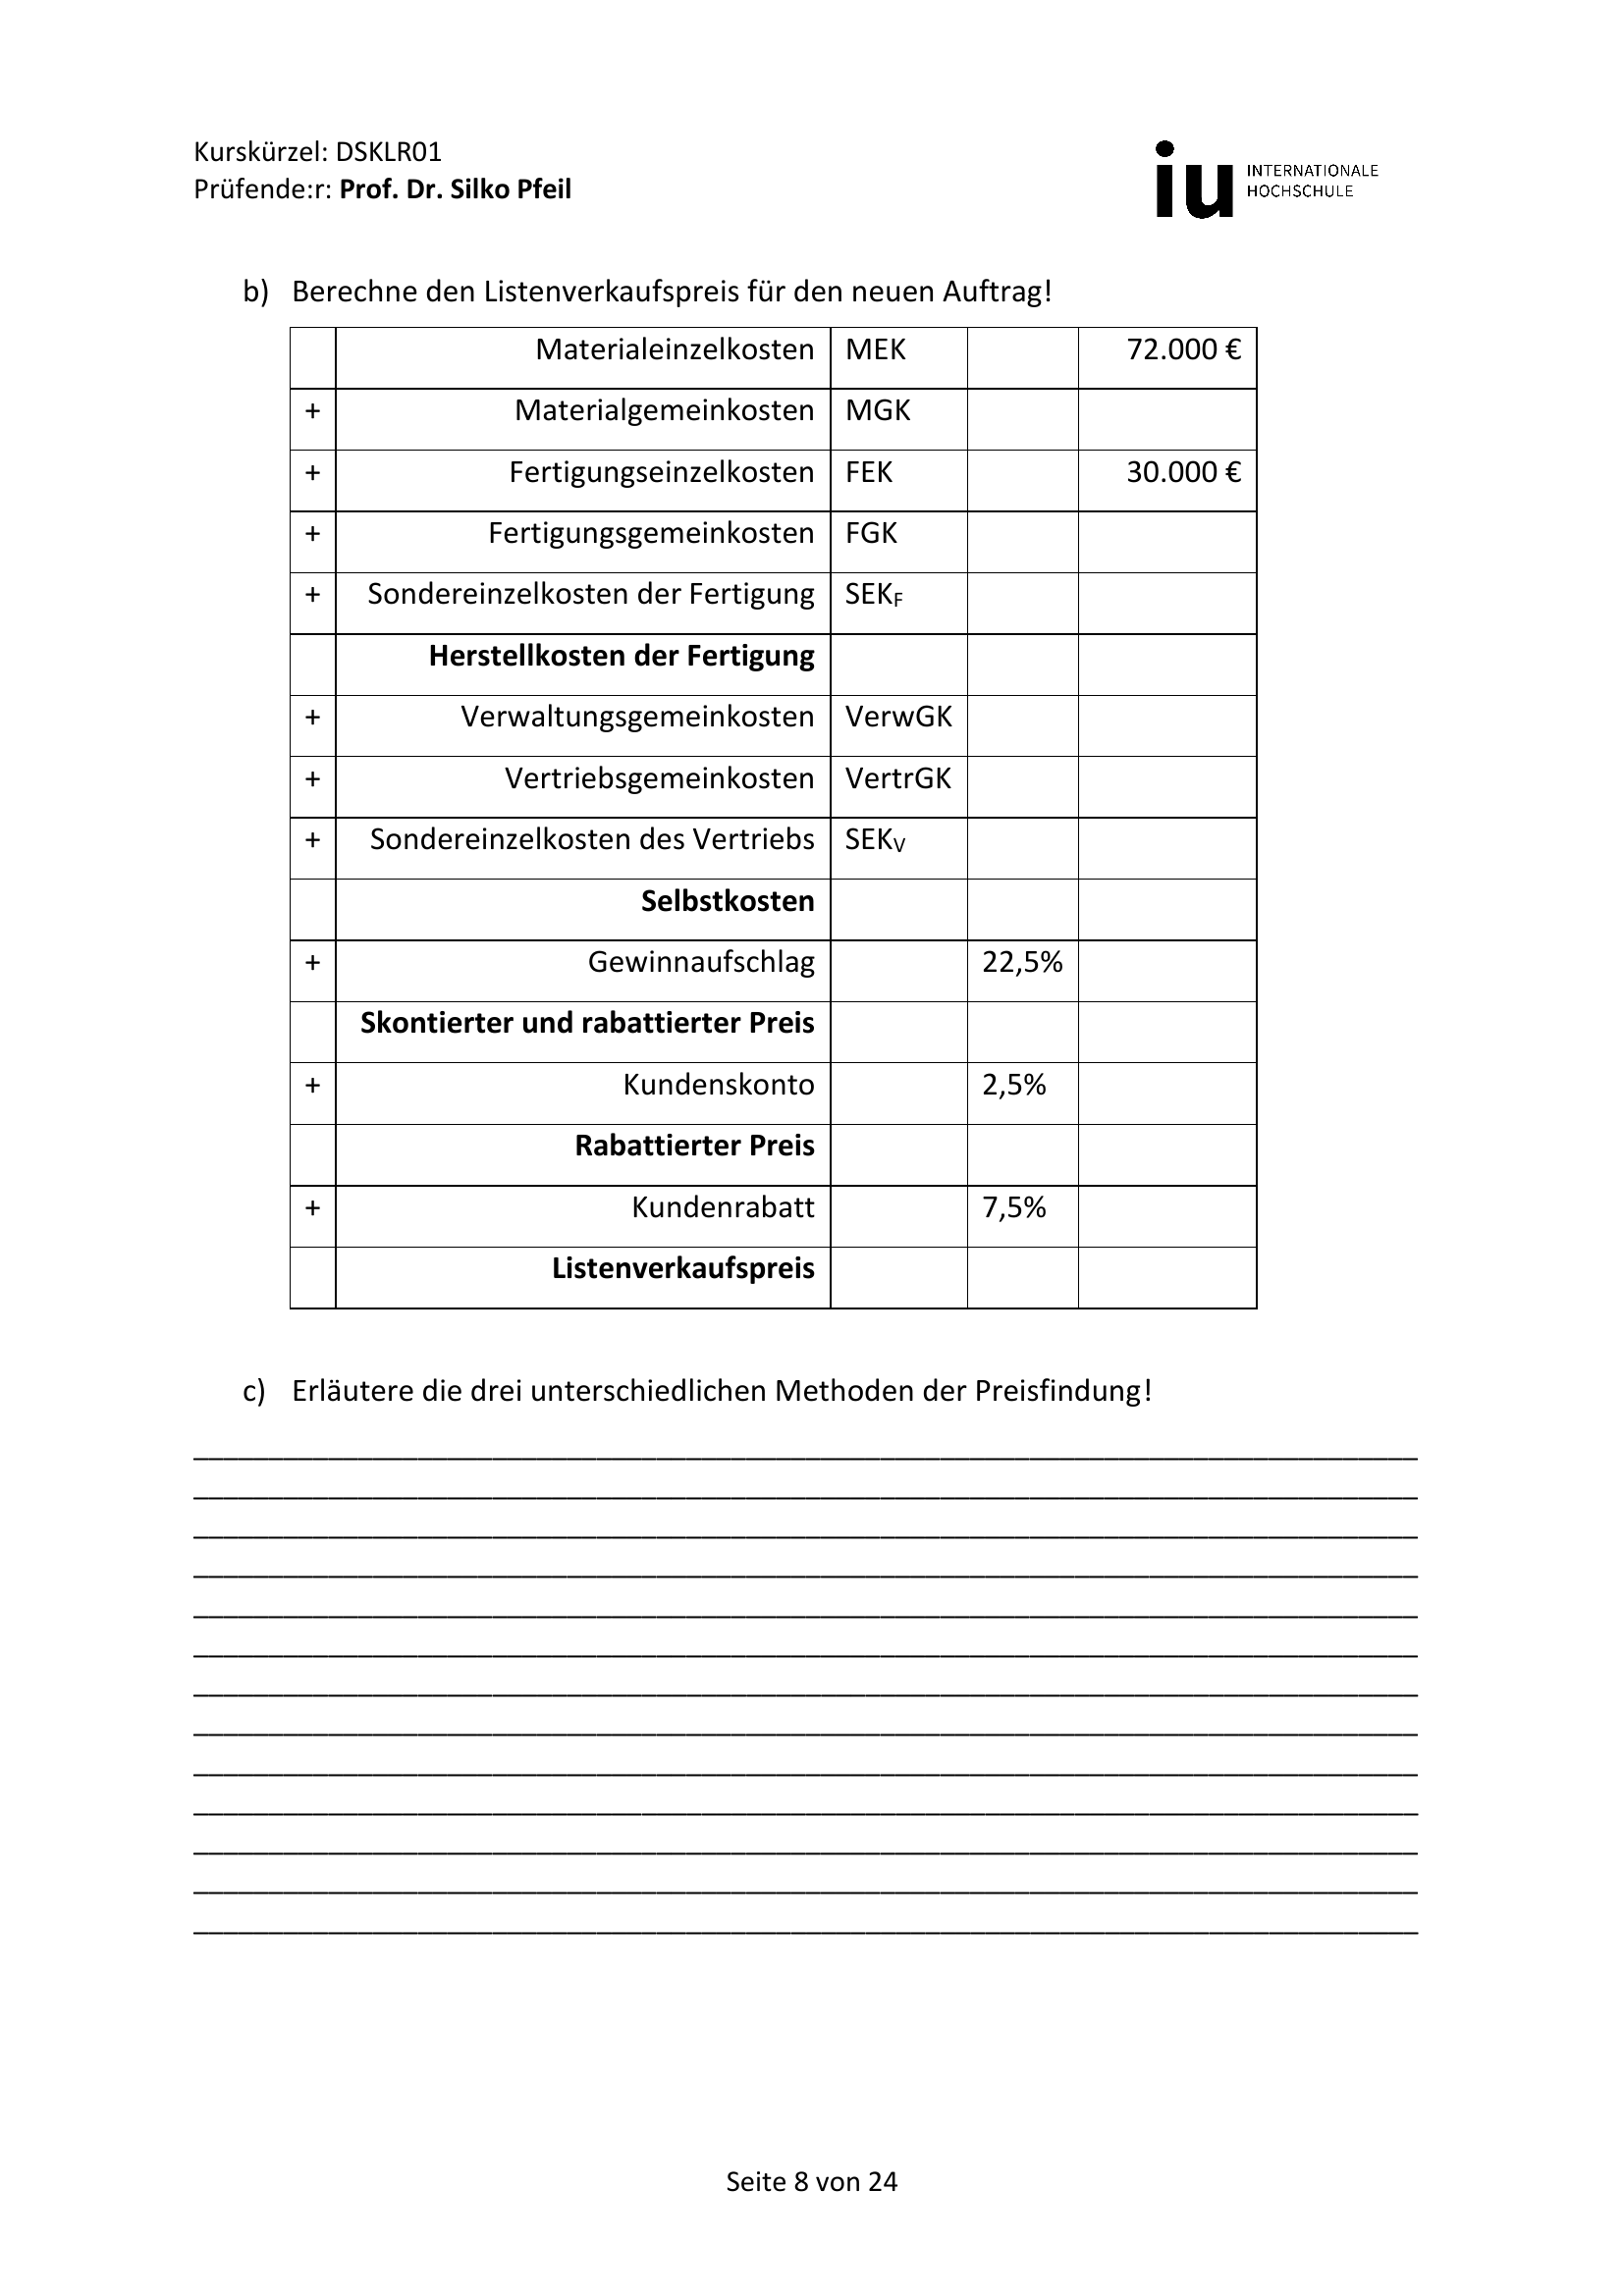 Kurskürzel: DSKLR01
Prüfende:r: Prof. Dr. Silko Pfeil
iu INTERNATIONALE
HOCHSCHULE
b) Berechne den Listenverkaufspreis für den neuen Auftrag!
Materialeinzelkosten MEK 72.000 €
+ Materialgemeinkosten MGK
+ Fertigungseinzelkosten FEK 30.000 €
+ Fertigungsgemeinkosten FGK
+ Sondereinzelkosten der Fertigung SEKF
Herstellkosten der Fertigung
+ Verwaltungsgemeinkosten VerwGK
+ Vertriebsgemeinkosten VertrGK
+ Sondereinzelkosten des Vertriebs SEKV
Selbstkosten
+ Gewinnaufschlag 22,5%
Skontierter und rabattierter Preis
+ Kundenskonto 2,5%
Rabattierter Preis
+ Kundenrabatt 7,5%
Listenverkaufspreis
c) Erläutere die drei unterschiedlichen Methoden der Preisfindung!
Seite 8 von 24